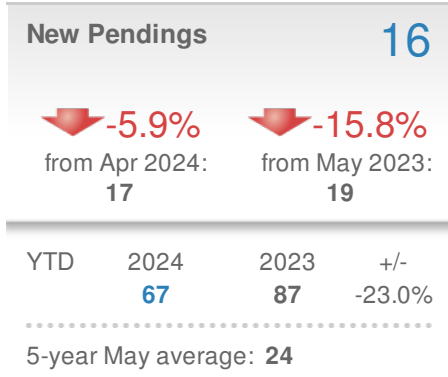 New Pendings 16
-5.9% -15.8%
from Apr 2024: from May 2023:
17 19
YTD 2024 2023 +/-
67 87 -23.0%
5-year May average: 24